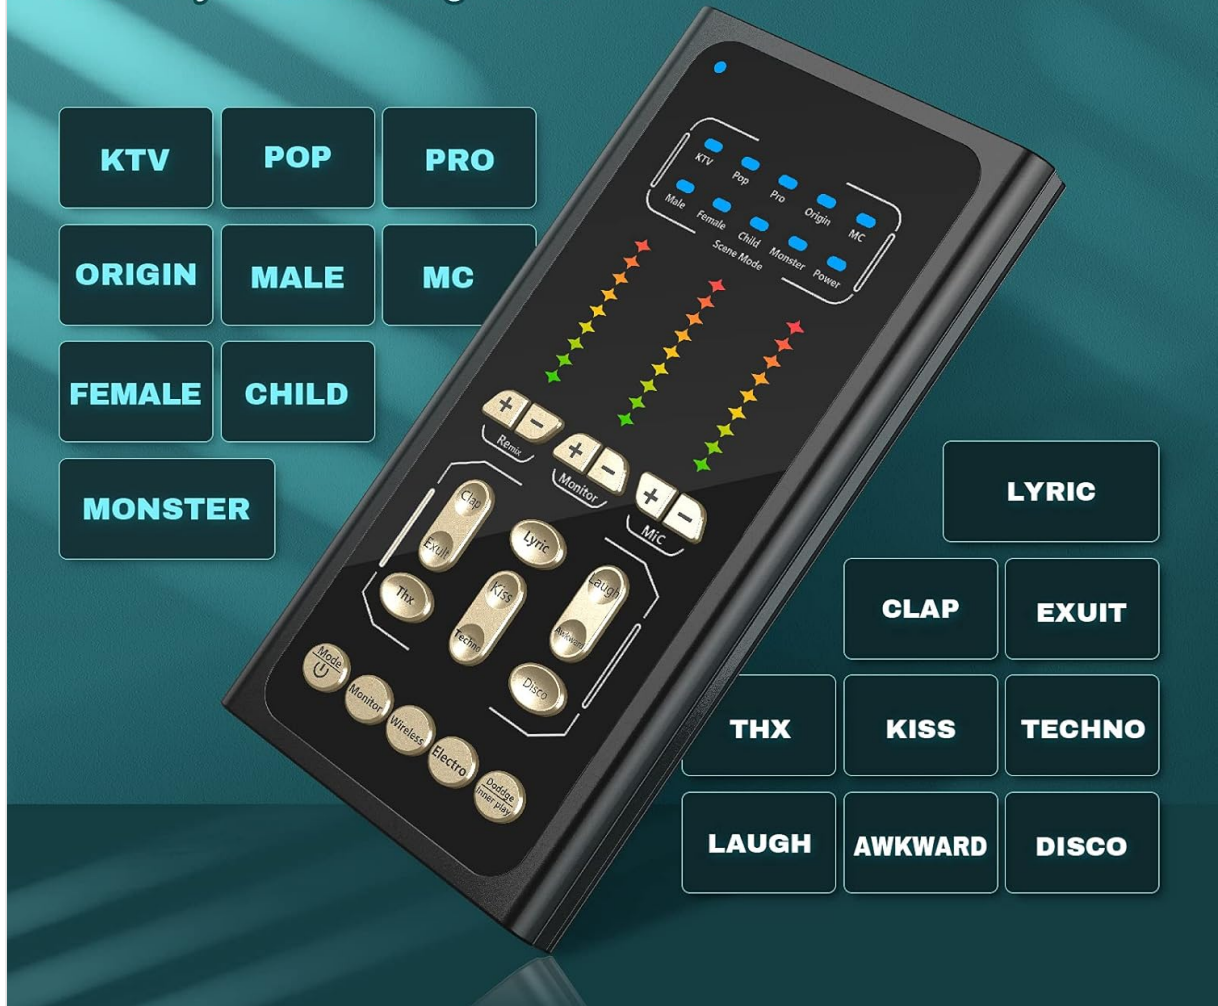 KTV
POP
PRO
ORIGIN
MALE
MC
FEMALE
CHILD
MONSTER
KTV
Pop
Pro
Origin
MC
Male
Female
Child
Monster
Power
Scene Mode
+
-
Remix
+
-
Monitor
+
-
Mic
Clap
Exult
Lyric
Laugh
Awkward
Thx
Kiss
Techno
Disco
Mode
Monitor
Wireless
Electro
Doddge
Inner play
LYRIC
CLAP
EXUIT
THX
KISS
TECHNO
LAUGH
AWKWARD
DISCO